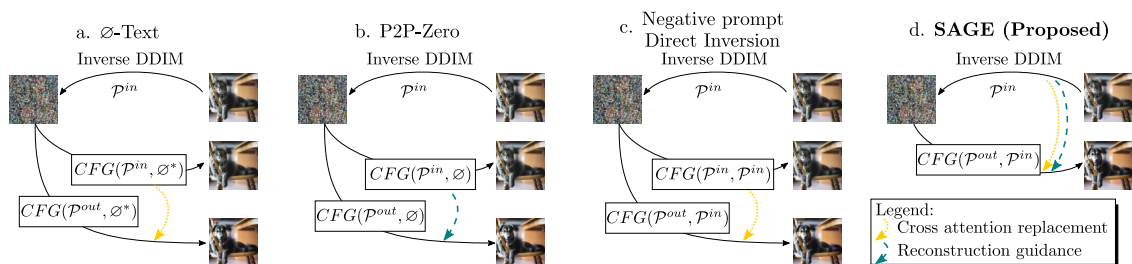 a. ∅-Text
Inverse DDIM
𝒫^{in}
CFG(𝒫^{in}, ∅*)
CFG(𝒫^{out}, ∅*)
b. P2P-Zero
Inverse DDIM
𝒫^{in}
CFG(𝒫^{in}, ∅)
CFG(𝒫^{out}, ∅)
c. Negative prompt
Direct Inversion
Inverse DDIM
𝒫^{in}
CFG(𝒫^{in}, 𝒫^{in})
CFG(𝒫^{out}, 𝒫^{in})
d. SAGE (Proposed)
Inverse DDIM
𝒫^{in}
CFG(𝒫^{out}, 𝒫^{in})
Legend:
Cross attention replacement
Reconstruction guidance